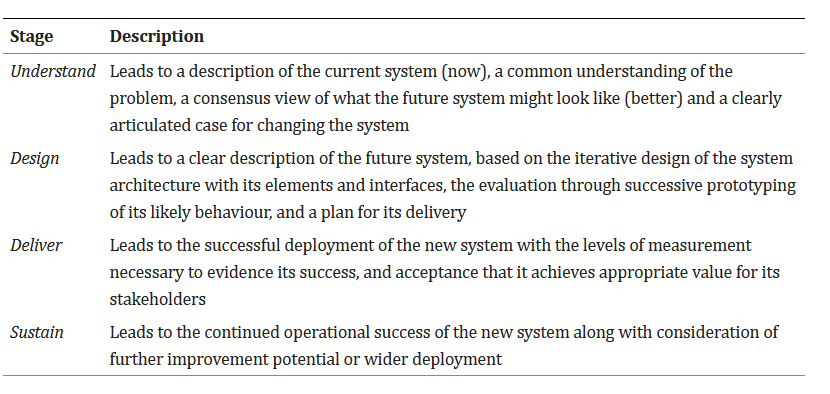 Stage Description
Understand Leads to a description of the current system (now), a common understanding of the
problem, a consensus view of what the future system might look like (better) and a clearly
articulated case for changing the system
Design Leads to a clear description of the future system, based on the iterative design of the system
architecture with its elements and interfaces, the evaluation through successive prototyping
of its likely behaviour, and a plan for its delivery
Deliver Leads to the successful deployment of the new system with the levels of measurement
necessary to evidence its success, and acceptance that it achieves appropriate value for its
stakeholders
Sustain Leads to the continued operational success of the new system along with consideration of
further improvement potential or wider deployment